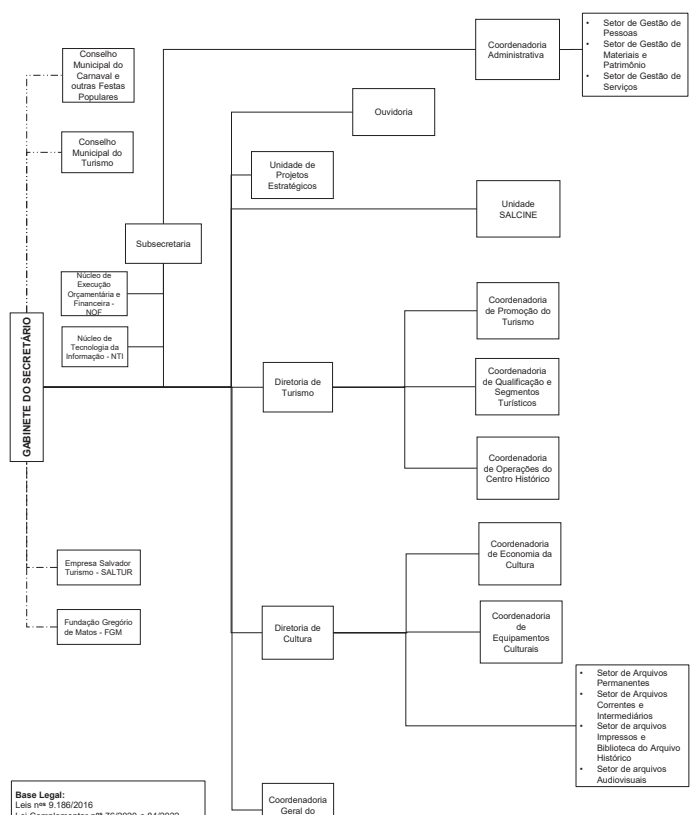 Conselho
Municipal do
Carnaval e
outras Festas
Populares
Coordenadoria
Administrativa
• Setor de Gestão de
Pessoas
• Setor de Gestão de
Materiais e
Patrimônio
• Setor de Gestão de
Serviços
Ouvidoria
Conselho
Municipal do
Turismo
Unidade de
Projetos
Estratégicos
Unidade
SALCINE
Subsecretaria
Núcleo de
Execução
Orçamentária e
Financeira -
NOF
Núcleo de
Tecnologia da
Informação - NTI
GABINETE DO SECRETÁRIO
Coordenadoria
de Promoção do
Turismo
Diretoria de
Turismo
Coordenadoria
de Qualificação e
Segmentos
Turísticos
Coordenadoria
de Operações do
Centro Histórico
Empresa Salvador
Turismo - SALTUR
Fundação Gregório
de Matos - FGM
Coordenadoria
de Economia da
Cultura
Diretoria de
Cultura
Coordenadoria
de
Equipamentos
Culturais
• Setor de Arquivos
Permanentes
• Setor de Arquivos
Correntes e
Intermediários
• Setor de arquivos
Impressos e
Biblioteca do Arquivo
Histórico
• Setor de arquivos
Audiovisuais
Base Legal:
Leis nos 9.186/2016
Coordenadoria
Geral do